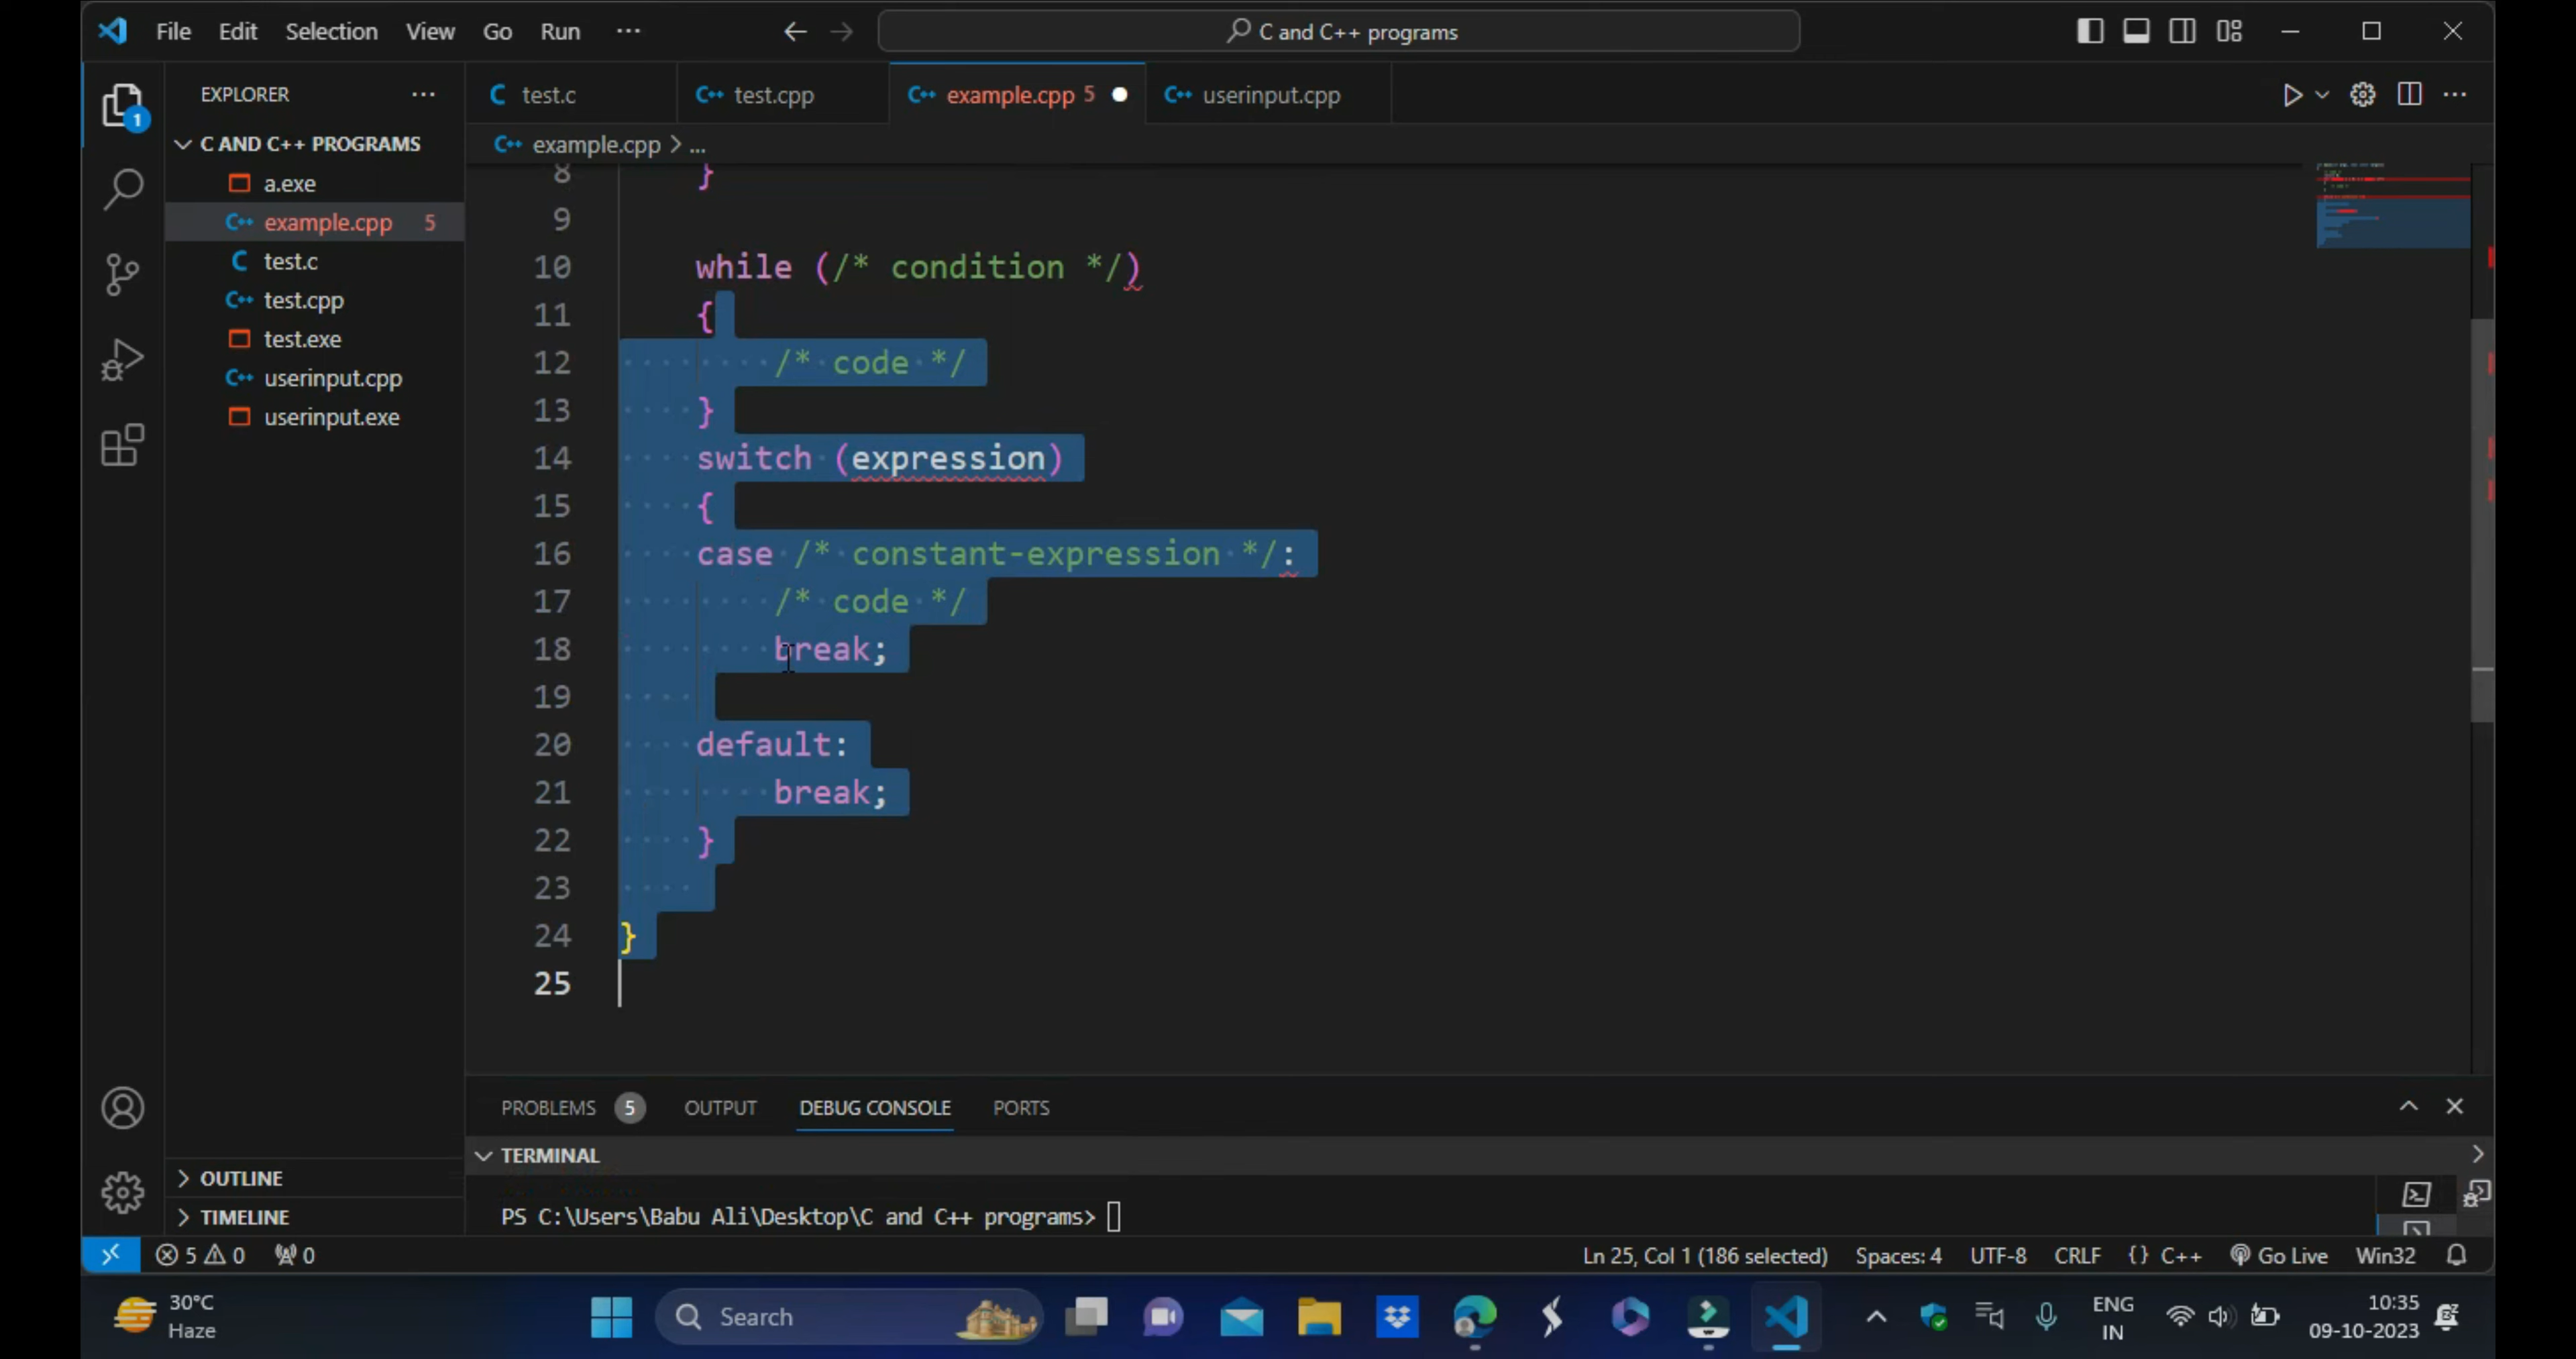 File Edit Selection View Go Run ··· C and C++ programs
EXPLORER ···
1
C AND C++ PROGRAMS
a.exe
example.cpp 5
test.c
test.cpp
test.exe
userinput.cpp
userinput.exe
OUTLINE
TIMELINE
test.c test.cpp example.cpp 5 userinput.cpp
example.cpp > ...
8 }
9
10 while (/* condition */)
11 {
12 /* code */
13 }
14 switch (expression)
15 {
16 case /* constant-expression */:
17 /* code */
18 break;
19
20 default:
21 break;
22 }
23
24 }
25
PROBLEMS 5 OUTPUT DEBUG CONSOLE PORTS
TERMINAL
PS C:\Users\Babu Ali\Desktop\C and C++ programs>
5 0 0 Ln 25, Col 1 (186 selected) Spaces: 4 UTF-8 CRLF {} C++ Go Live Win32
30°C
Haze
Search
ENG
IN
10:35
09-10-2023